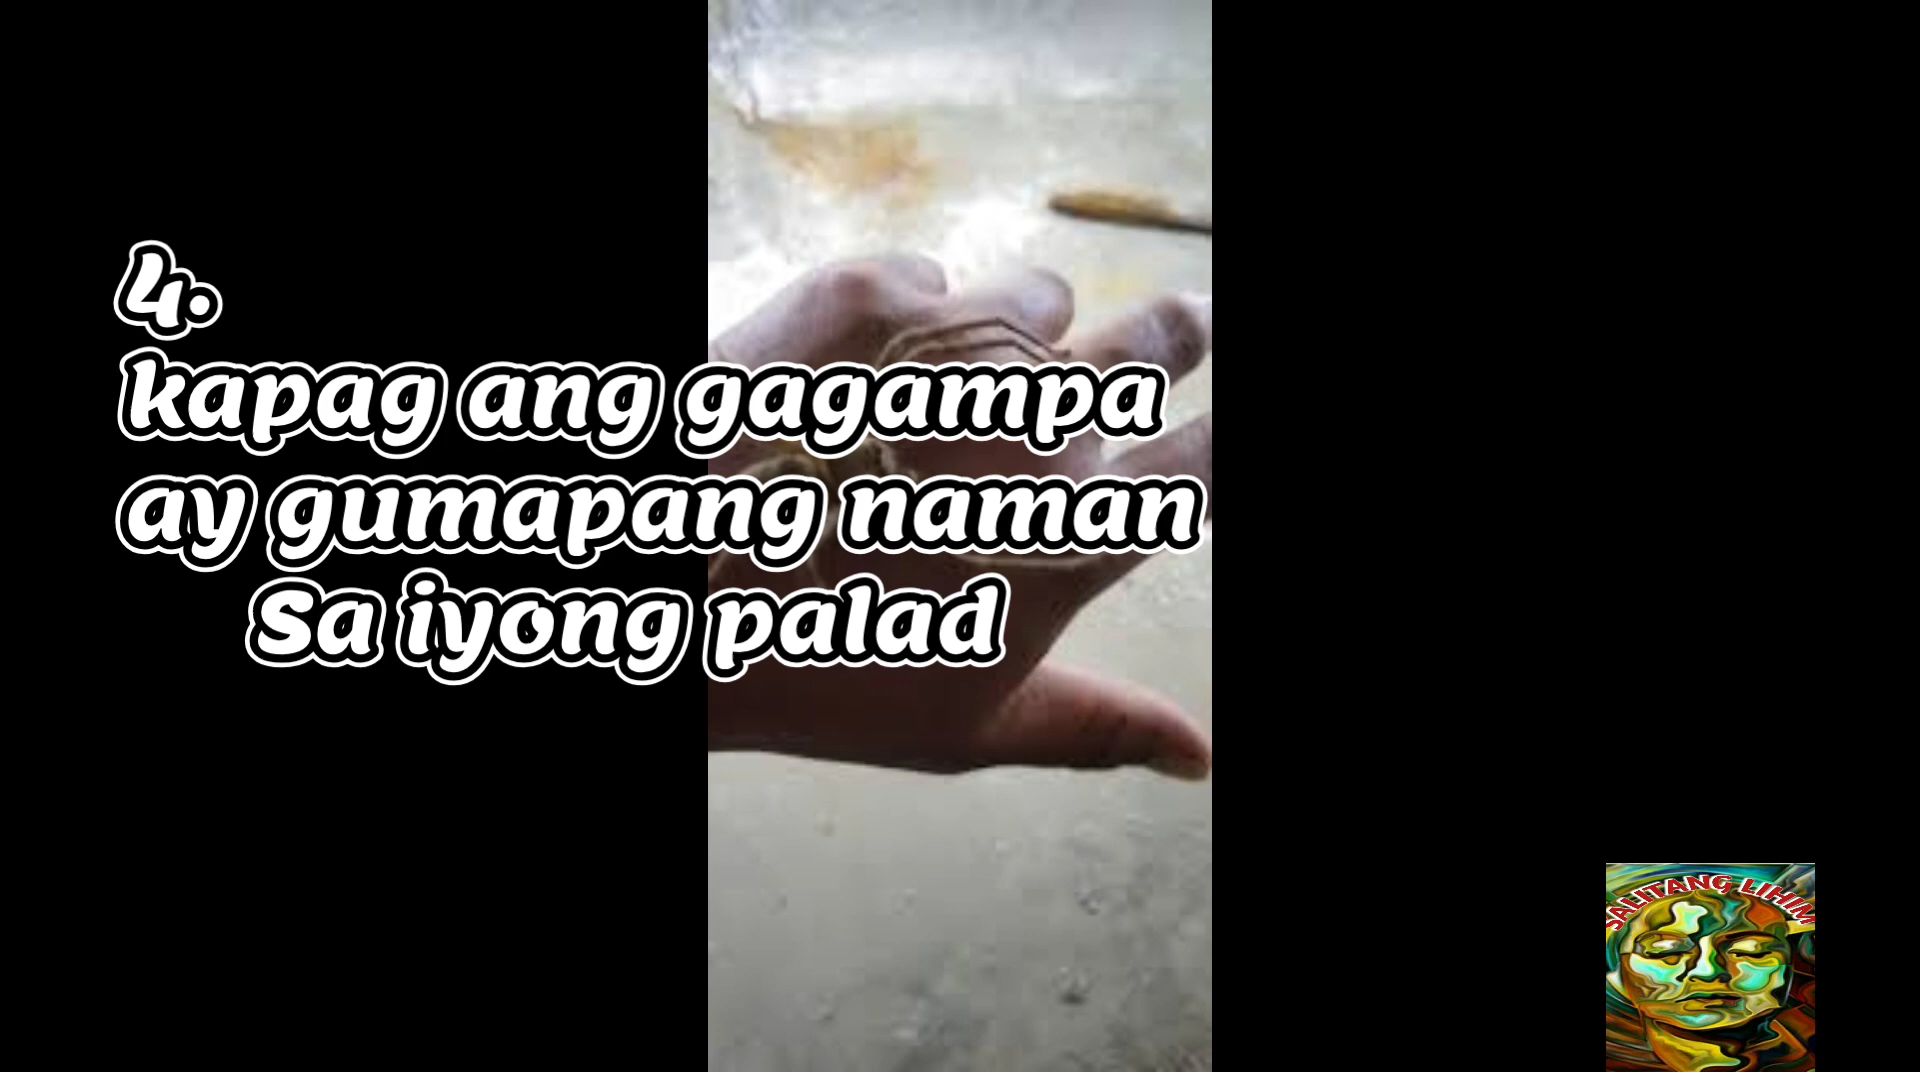 4.
kapag ang gagampa
ay gumapang naman
Sa iyong palad
SALITANG LIHIM